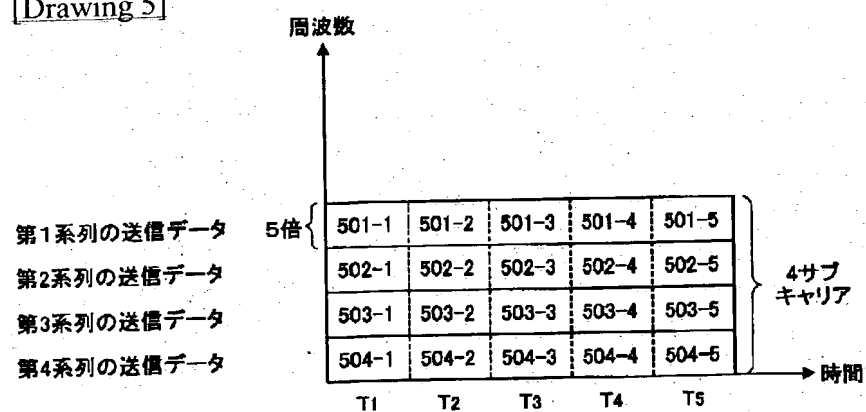 [Drawing 5]
周波数
第1系列の送信データ 5倍 501-1 501-2 501-3 501-4 501-5
第2系列の送信データ 502-1 502-2 502-3 502-4 502-5
4サブ
キャリア
第3系列の送信データ 503-1 503-2 503-3 503-4 503-5
第4系列の送信データ 504-1 504-2 504-3 504-4 504-5
時間
T1 T2 T3 T4 T5